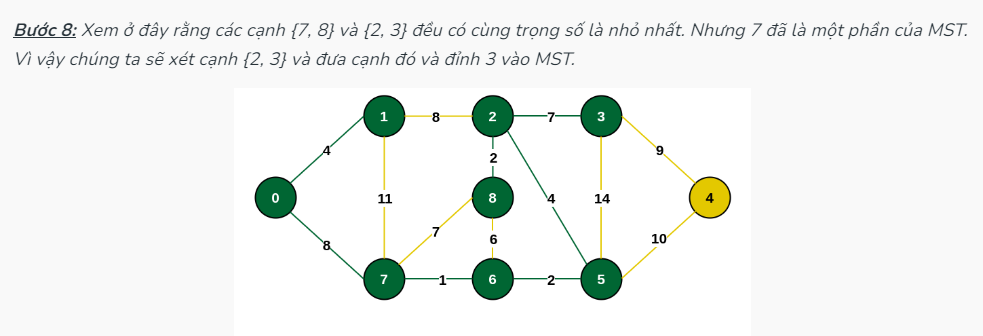 Bước 8: Xem ở đây rằng các cạnh {7, 8} và {2, 3} đều có cùng trọng số là nhỏ nhất. Nhưng 7 đã là một phần của MST.
Vì vậy chúng ta sẽ xét cạnh {2, 3} và đưa cạnh đó và đỉnh 3 vào MST.
1 8 2 7 3
4 9
2
0 11 8 4 14 4
7
8 6 10
7 1 6 2 5